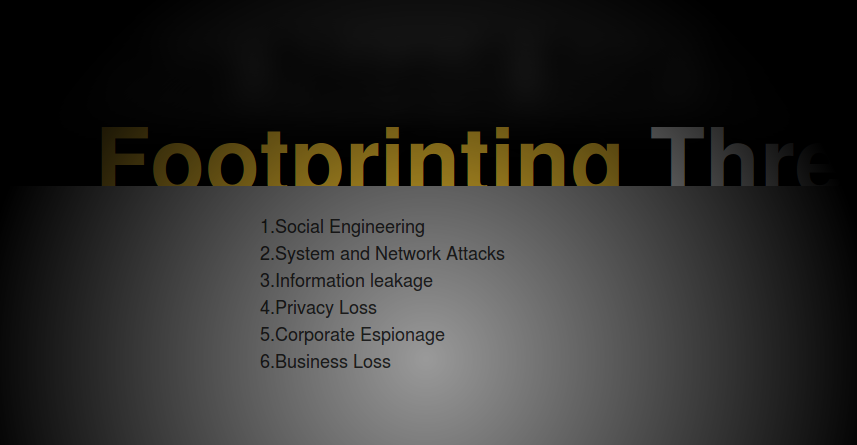 Footprinting Thre
1.Social Engineering
2.System and Network Attacks
3.Information leakage
4.Privacy Loss
5.Corporate Espionage
6.Business Loss